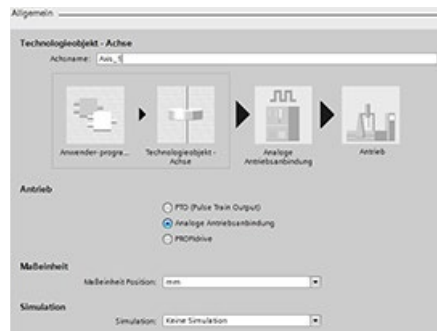 Allgemein
Technologieobjekt - Achse
Achsname: Axis_1
Anwender-progra...
Technologieobjekt - Achse
Analoge Antriebsanbindung
Antrieb
Antrieb
PTO (Pulse Train Output)
Analoge Antriebsanbindung
PROFIdrive
Maßeinheit
Maßeinheit Position: mm
Simulation
Simulation: Keine Simulation